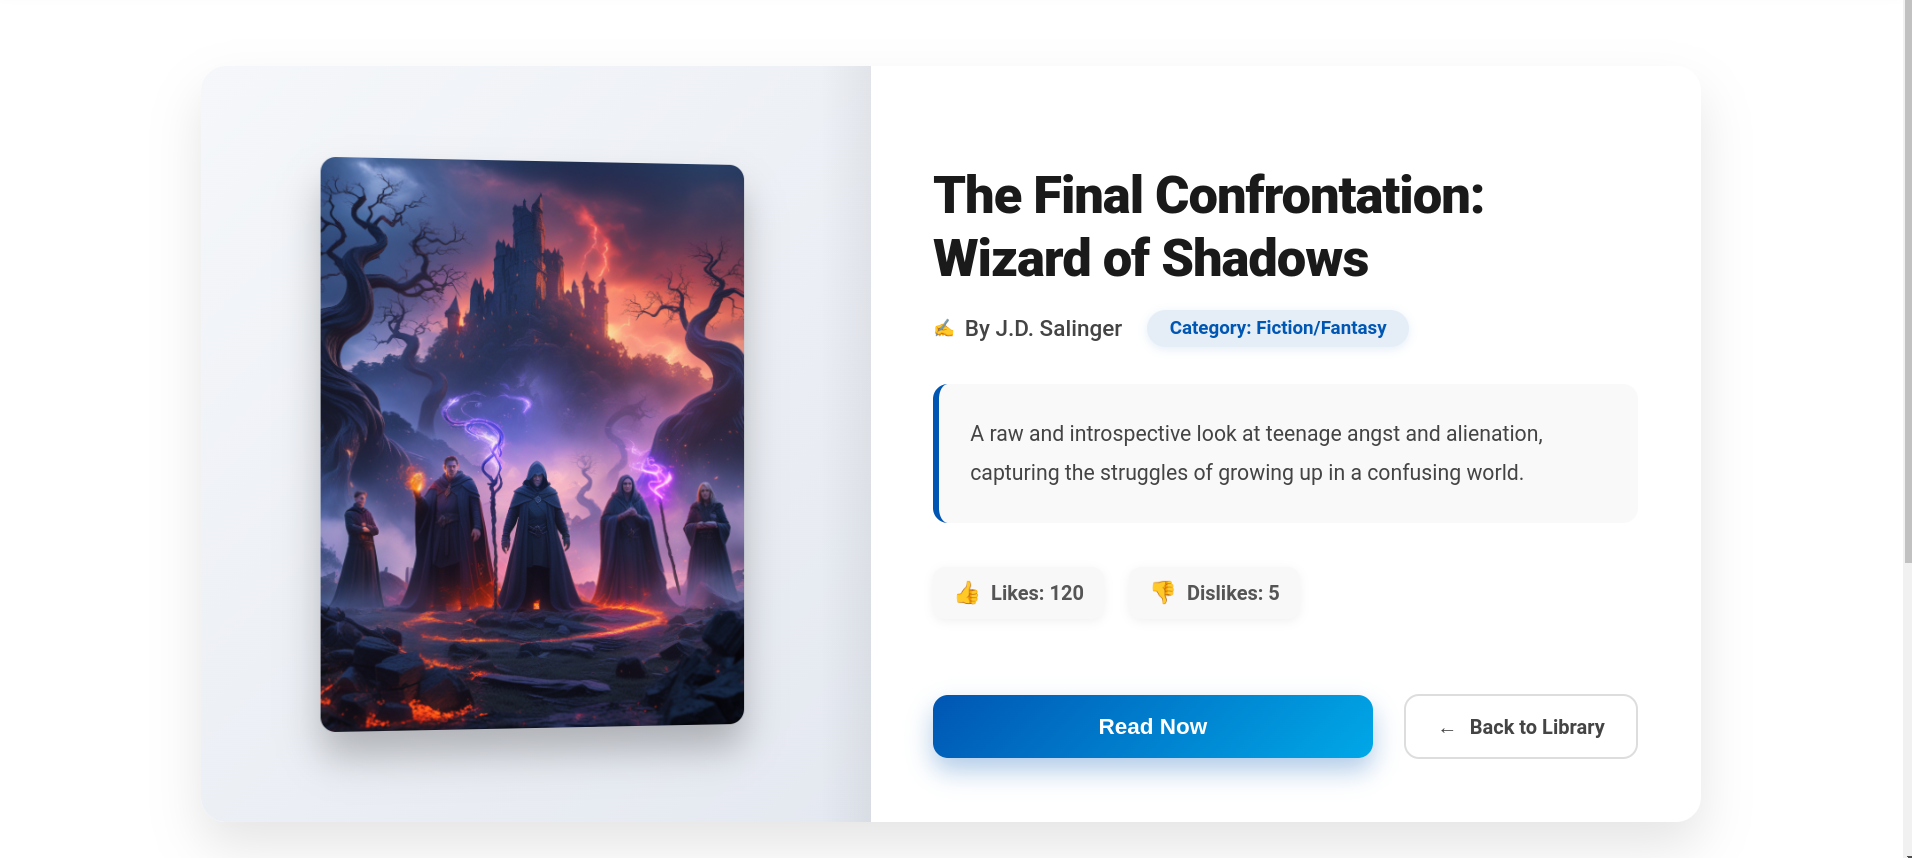 The Final Confrontation:
Wizard of Shadows
✍️ By J.D. Salinger
Category: Fiction/Fantasy
A raw and introspective look at teenage angst and alienation,
capturing the struggles of growing up in a confusing world.
👍 Likes: 120
👎 Dislikes: 5
Read Now
← Back to Library